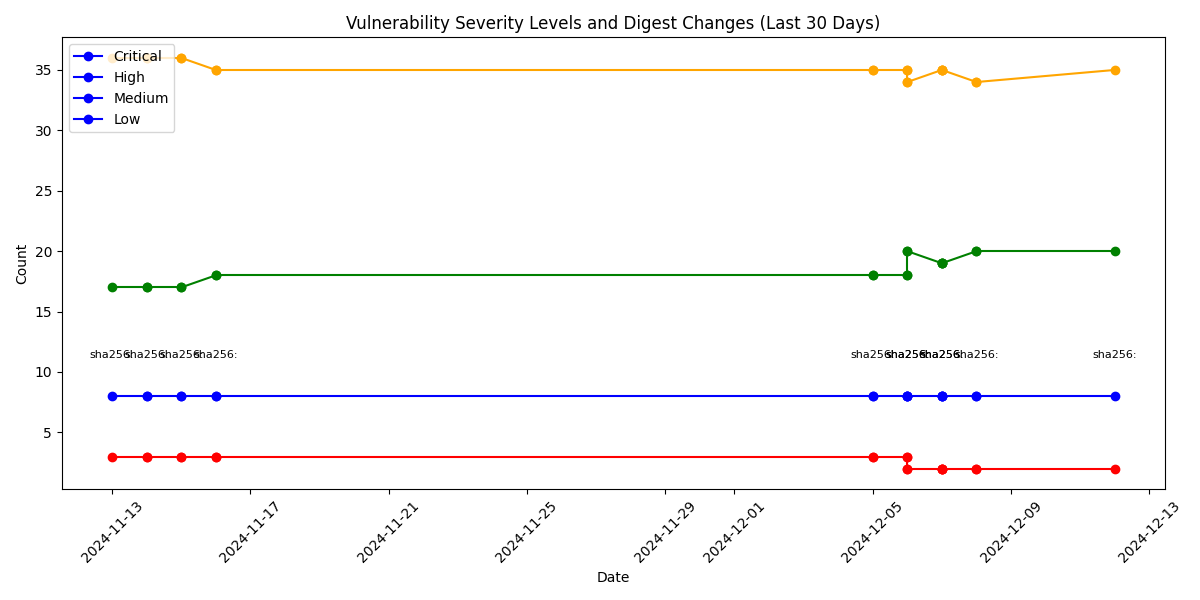 Vulnerability Severity Levels and Digest Changes (Last 30 Days)
Critical
High
Medium
Low
Count
35
30
25
20
15
10
5
sha256: sha256: sha256: sha256: sha256: sha256: sha256: sha256: sha256:
2024-11-13
2024-11-17
2024-11-21
2024-11-25
2024-11-29
2024-12-01
2024-12-05
2024-12-09
2024-12-13
Date